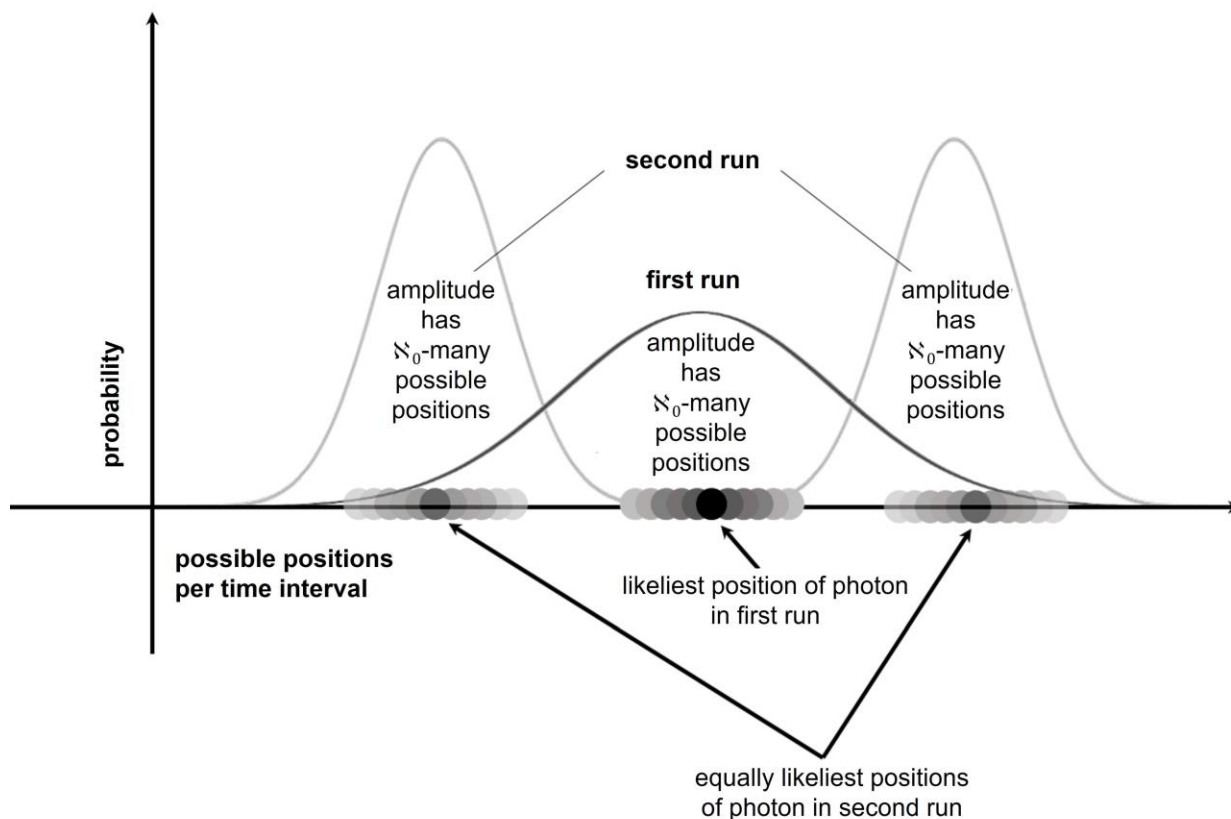 second run
first run
amplitude
has
ℵ₀-many
possible
positions
amplitude
has
ℵ₀-many
possible
positions
amplitude
has
ℵ₀-many
possible
positions
probability
possible positions
per time interval
likeliest position of photon
in first run
equally likeliest positions
of photon in second run